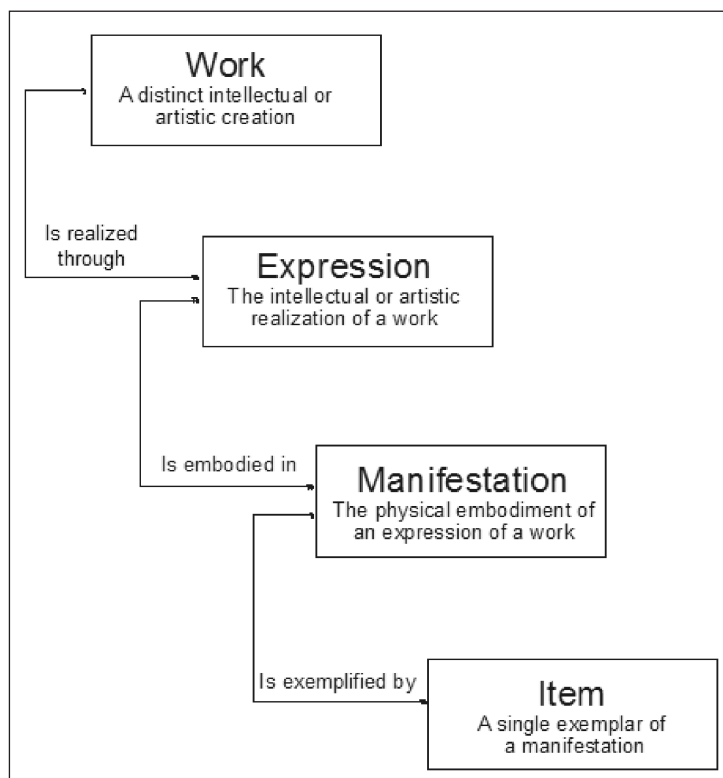 Work
A distinct intellectual or
artistic creation
Is realized
through
Expression
The intellectual or artistic
realization of a work
Is embodied in
Manifestation
The physical embodiment of
an expression of a work
Is exemplified by
Item
A single exemplar of
a manifestation